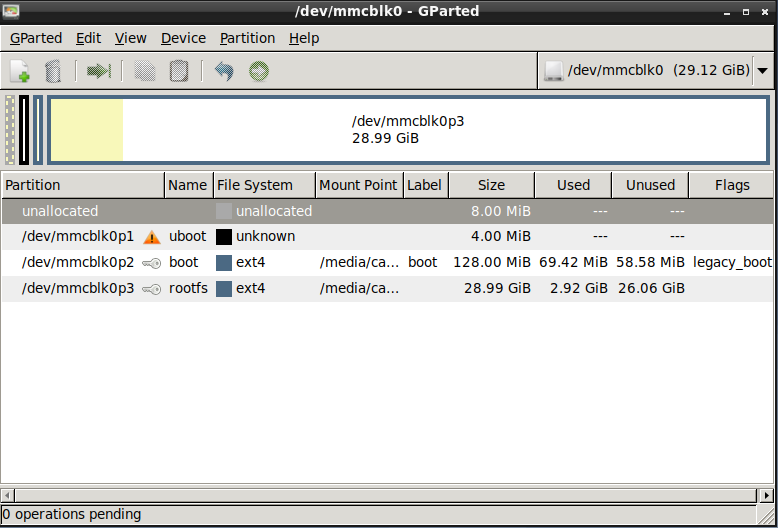 /dev/mmcblk0 - GParted
GParted Edit View Device Partition Help
/dev/mmcblk0 (29.12 GiB)
/dev/mmcblk0p3
28.99 GiB
Partition Name File System Mount Point Label Size Used Unused Flags
unallocated unallocated 8.00 MiB --- ---
/dev/mmcblk0p1 uboot unknown 4.00 MiB --- ---
/dev/mmcblk0p2 boot ext4 /media/ca... boot 128.00 MiB 69.42 MiB 58.58 MiB legacy_boot
/dev/mmcblk0p3 rootfs ext4 /media/ca... 28.99 GiB 2.92 GiB 26.06 GiB
0 operations pending